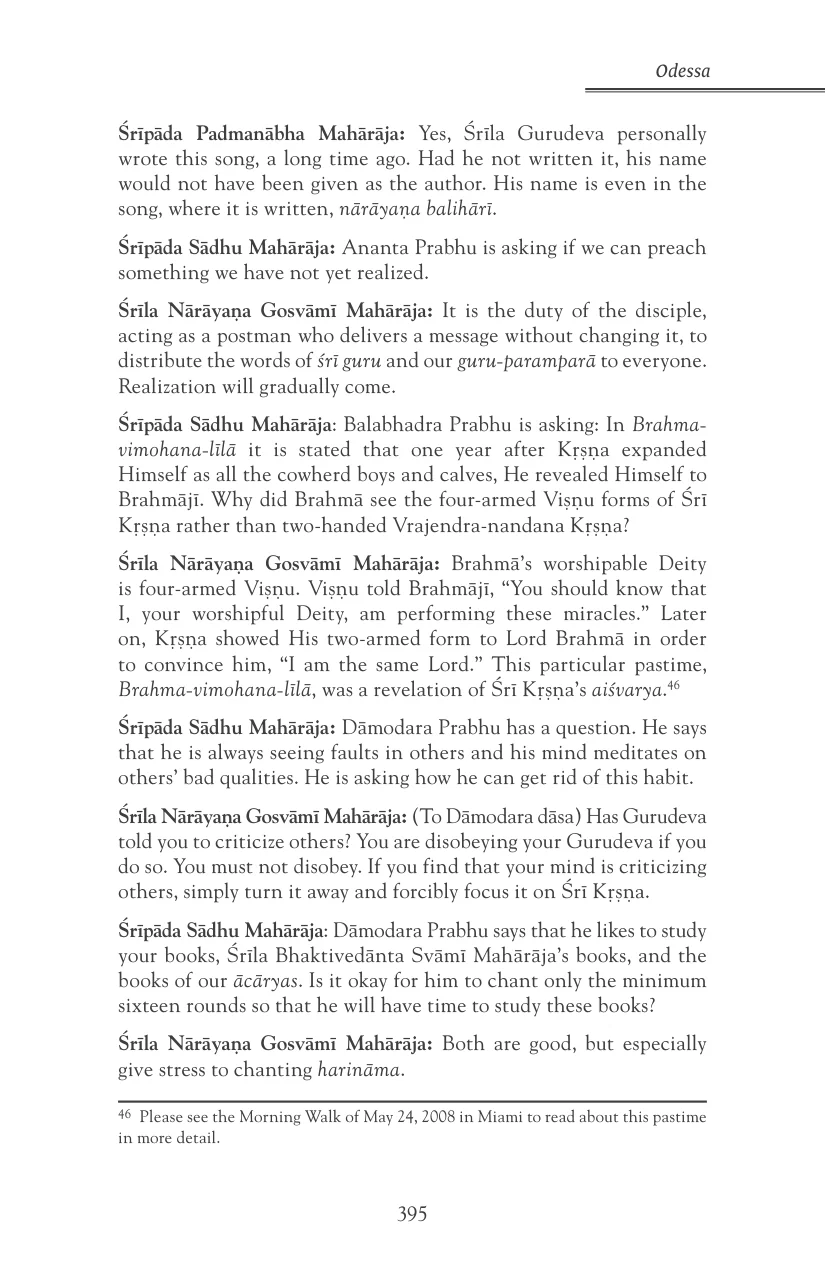 Odessa
Śrīpāda Padmanābha Mahārāja: Yes, Śrīla Gurudeva personally
wrote this song, a long time ago. Had he not written it, his name
would not have been given as the author. His name is even in the
song, where it is written, nārāyaṇa balihārī.
Śrīpāda Sādhu Mahārāja: Ananta Prabhu is asking if we can preach
something we have not yet realized.
Śrīla Nārāyaṇa Gosvāmī Mahārāja: It is the duty of the disciple,
acting as a postman who delivers a message without changing it, to
distribute the words of śrī guru and our guru-paramparā to everyone.
Realization will gradually come.
Śrīpāda Sādhu Mahārāja: Balabhadra Prabhu is asking: In Brahma-
vimohana-līlā it is stated that one year after Kṛṣṇa expanded
Himself as all the cowherd boys and calves, He revealed Himself to
Brahmājī. Why did Brahmā see the four-armed Viṣṇu forms of Śrī
Kṛṣṇa rather than two-handed Vrajendra-nandana Kṛṣṇa?
Śrīla Nārāyaṇa Gosvāmī Mahārāja: Brahmā’s worshipable Deity
is four-armed Viṣṇu. Viṣṇu told Brahmājī, “You should know that
I, your worshipful Deity, am performing these miracles.” Later
on, Kṛṣṇa showed His two-armed form to Lord Brahmā in order
to convince him, “I am the same Lord.” This particular pastime,
Brahma-vimohana-līlā, was a revelation of Śrī Kṛṣṇa’s aiśvarya.46
Śrīpāda Sādhu Mahārāja: Dāmodara Prabhu has a question. He says
that he is always seeing faults in others and his mind meditates on
others’ bad qualities. He is asking how he can get rid of this habit.
Śrīla Nārāyaṇa Gosvāmī Mahārāja: (To Dāmodara dāsa) Has Gurudeva
told you to criticize others? You are disobeying your Gurudeva if you
do so. You must not disobey. If you find that your mind is criticizing
others, simply turn it away and forcibly focus it on Śrī Kṛṣṇa.
Śrīpāda Sādhu Mahārāja: Dāmodara Prabhu says that he likes to study
your books, Śrīla Bhaktivedānta Svāmī Mahārāja’s books, and the
books of our ācāryas. Is it okay for him to chant only the minimum
sixteen rounds so that he will have time to study these books?
Śrīla Nārāyaṇa Gosvāmī Mahārāja: Both are good, but especially
give stress to chanting harināma.
46 Please see the Morning Walk of May 24, 2008 in Miami to read about this pastime
in more detail.
395